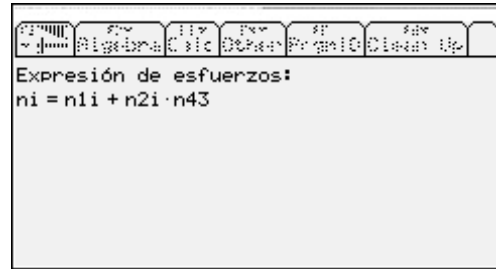 Algebra Calc Other PrgmIO Clean Up
Expresión de esfuerzos:
ni = n1i + n2i·n43